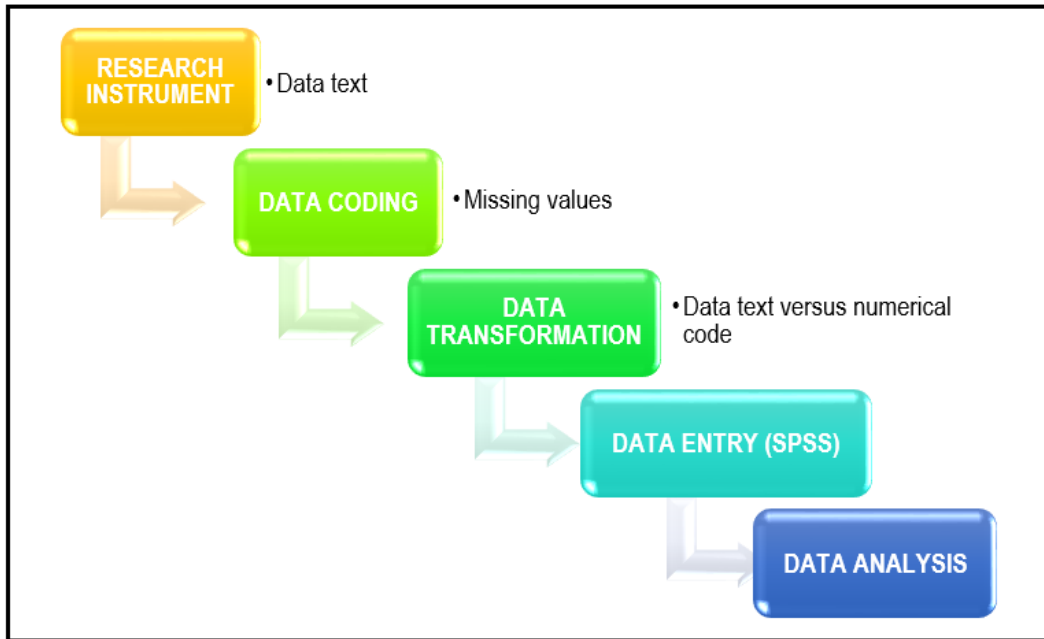 RESEARCH
INSTRUMENT
•Data text
DATA CODING
•Missing values
DATA
TRANSFORMATION
•Data text versus numerical
code
DATA ENTRY (SPSS)
DATA ANALYSIS